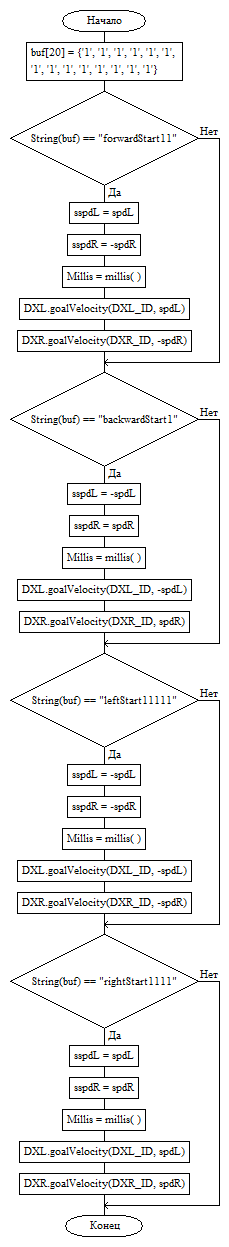 Начало
buf[20] = {'1', '1', '1', '1', '1', '1',
'1', '1', '1', '1', '1', '1', '1', '1'}
String(buf) == "forwardStart11"
Нет
Да
sspdL = spdL
sspdR = -spdR
Millis = millis( )
DXL.goalVelocity(DXL_ID, spdL)
DXR.goalVelocity(DXR_ID, -spdR)
String(buf) == "backwardStart1"
Нет
Да
sspdL = -spdL
sspdR = spdR
Millis = millis( )
DXL.goalVelocity(DXL_ID, -spdL)
DXR.goalVelocity(DXR_ID, spdR)
String(buf) == "leftStart11111"
Нет
Да
sspdL = -spdL
sspdR = -spdR
Millis = millis( )
DXL.goalVelocity(DXL_ID, -spdL)
DXR.goalVelocity(DXR_ID, -spdR)
String(buf) == "rightStart1111"
Нет
Да
sspdL = spdL
sspdR = spdR
Millis = millis( )
DXL.goalVelocity(DXL_ID, spdL)
DXR.goalVelocity(DXR_ID, spdR)
Конец